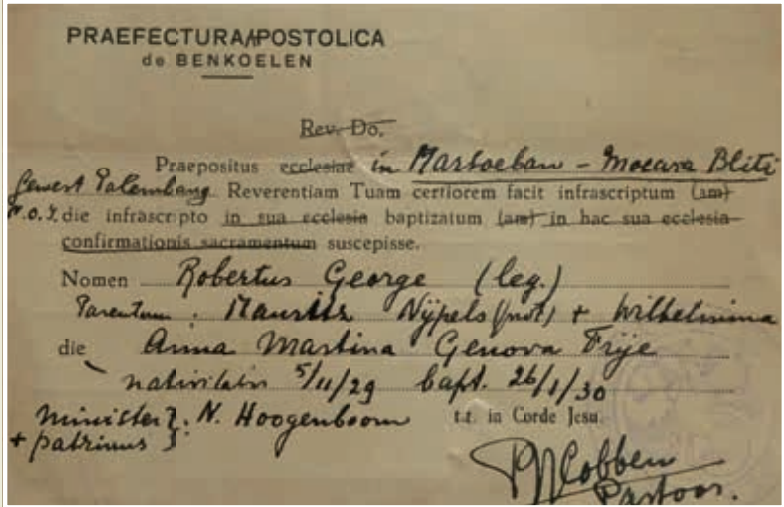 PRAEFECTURA APOSTOLICA
de BENKOELEN
Rev. Do.
Praepositus ecclesiae in Martoeban - Moeara Bliti
Gewest Palembang Reverentiam Tuam certiorem facit infrascriptum (am)
N.O.I. die infrascripto in sua ecclesia baptizatum (am) in hac sua ecclesia
confirmationis sacramentum suscepisse.
Nomen Robertus George (leg.)
Parentum : Maurits Nijpels (prot) + Wilhelmina
die Anna Martina Genova Frije
nativitatis 5/11/29 bapt. 26/1/30
minister }: N. Hoogenboom t.t. in Corde Jesu.
+ patrinus }
Cobben
Pastoor.